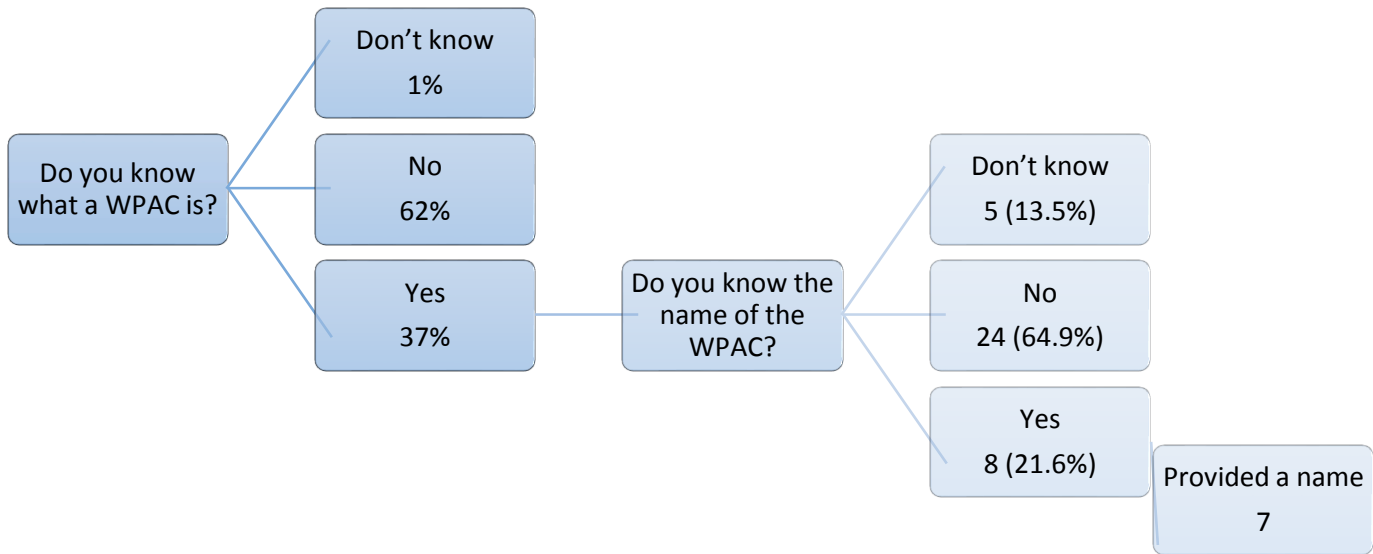 Do you know
what a WPAC is?
Don’t know
1%
No
62%
Yes
37%
Do you know the
name of the
WPAC?
Don’t know
5 (13.5%)
No
24 (64.9%)
Yes
8 (21.6%)
Provided a name
7